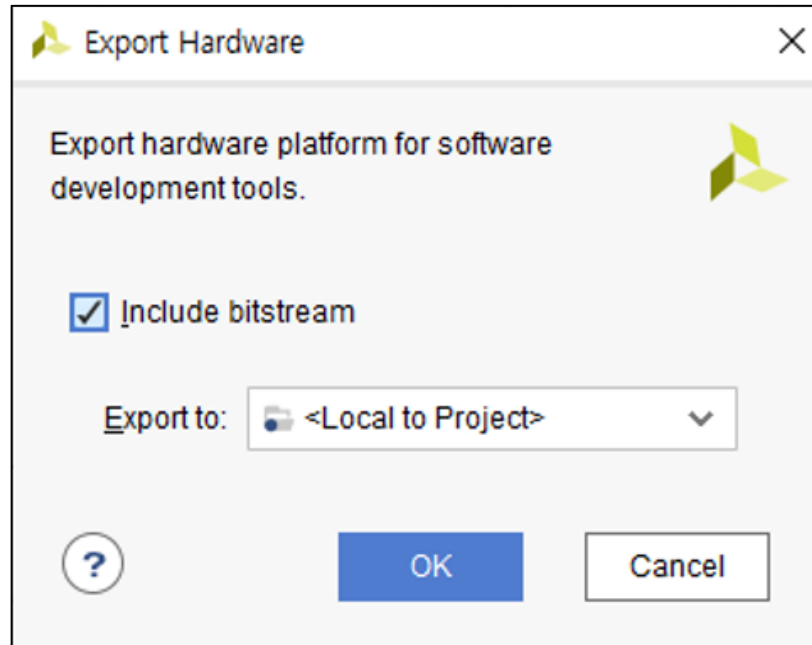 Export Hardware
Export hardware platform for software
development tools.
Include bitstream
Export to: <Local to Project>
? OK Cancel